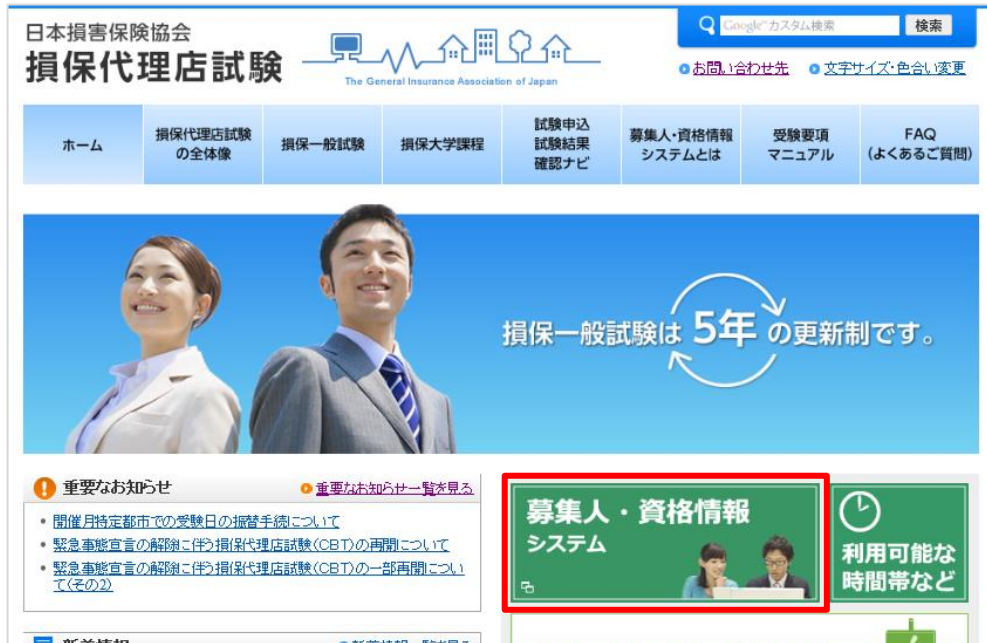 日本損害保険協会
損保代理店試験
The General Insurance Association of Japan
Google™ カスタム検索
検索
お問い合わせ先
文字サイズ・色合い変更
ホーム
損保代理店試験
の全体像
損保一般試験
損保大学課程
試験申込
試験結果
確認ナビ
募集人・資格情報
システムとは
受験要項
マニュアル
FAQ
(よくあるご質問)
損保一般試験は 5年 の更新制です。
重要なお知らせ
重要なお知らせ一覧を見る
開催月特定都市での受験日の振替手続について
緊急事態宣言の解除に伴う損保代理店試験(CBT)の再開について
緊急事態宣言の解除に伴う損保代理店試験(CBT)の一部再開につい
て(その2)
募集人・資格情報
システム
利用可能な
時間帯など